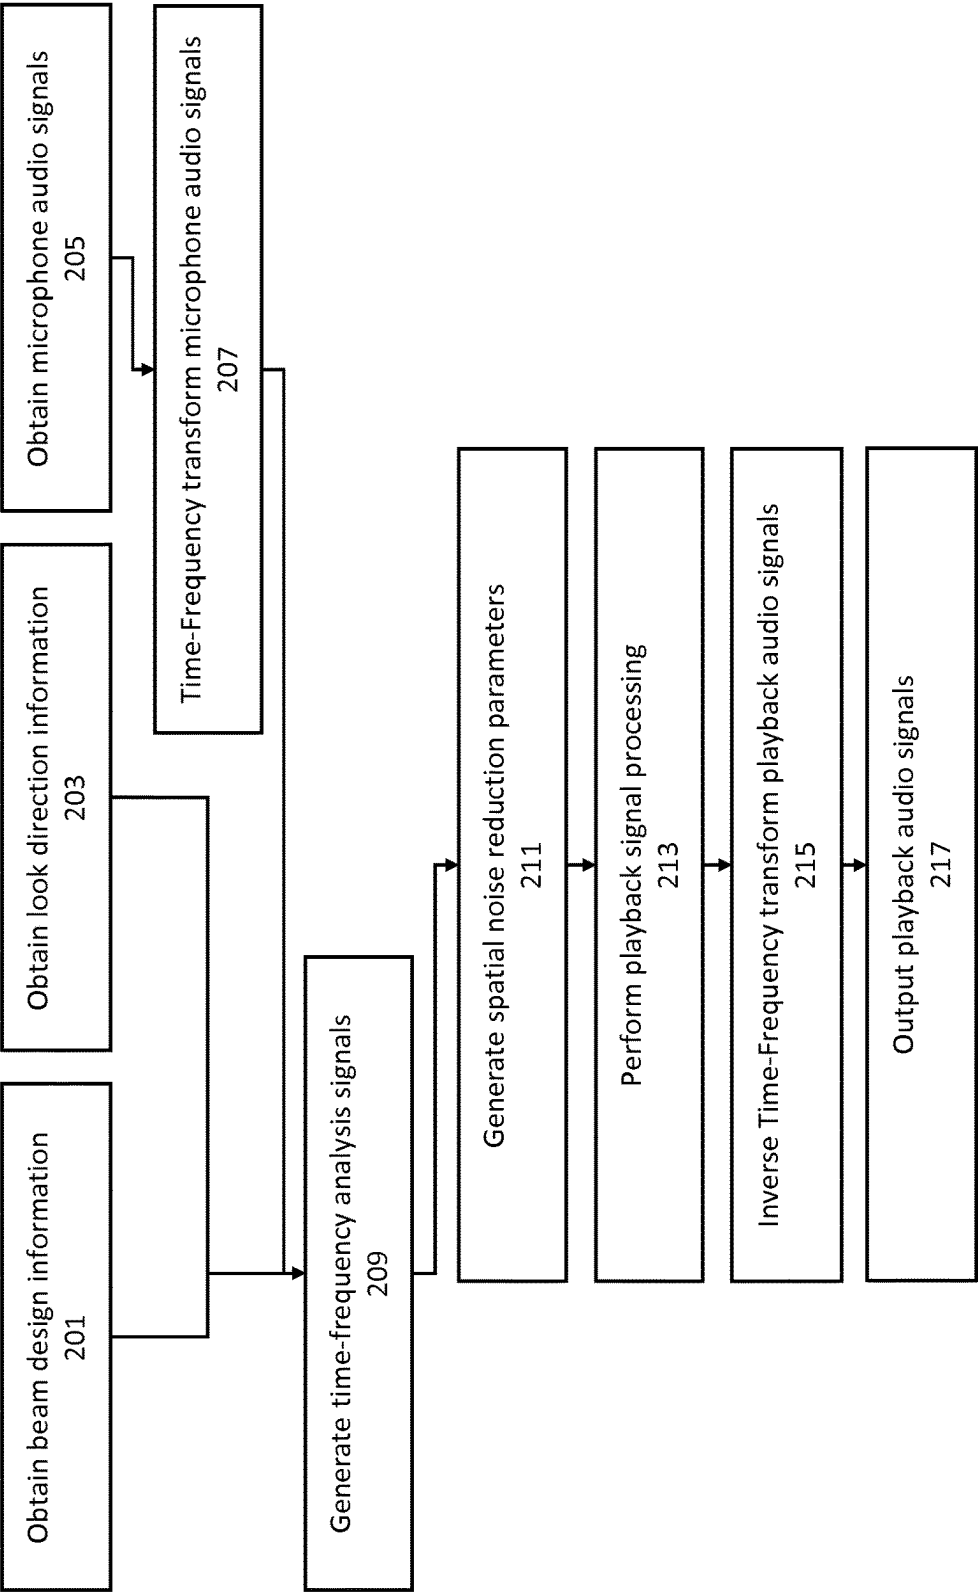 Obtain beam design information
201
Obtain look direction information
203
Obtain microphone audio signals
205
Time-Frequency transform microphone audio signals
207
Generate time-frequency analysis signals
209
Generate spatial noise reduction parameters
211
Perform playback signal processing
213
Inverse Time-Frequency transform playback audio signals
215
Output playback audio signals
217